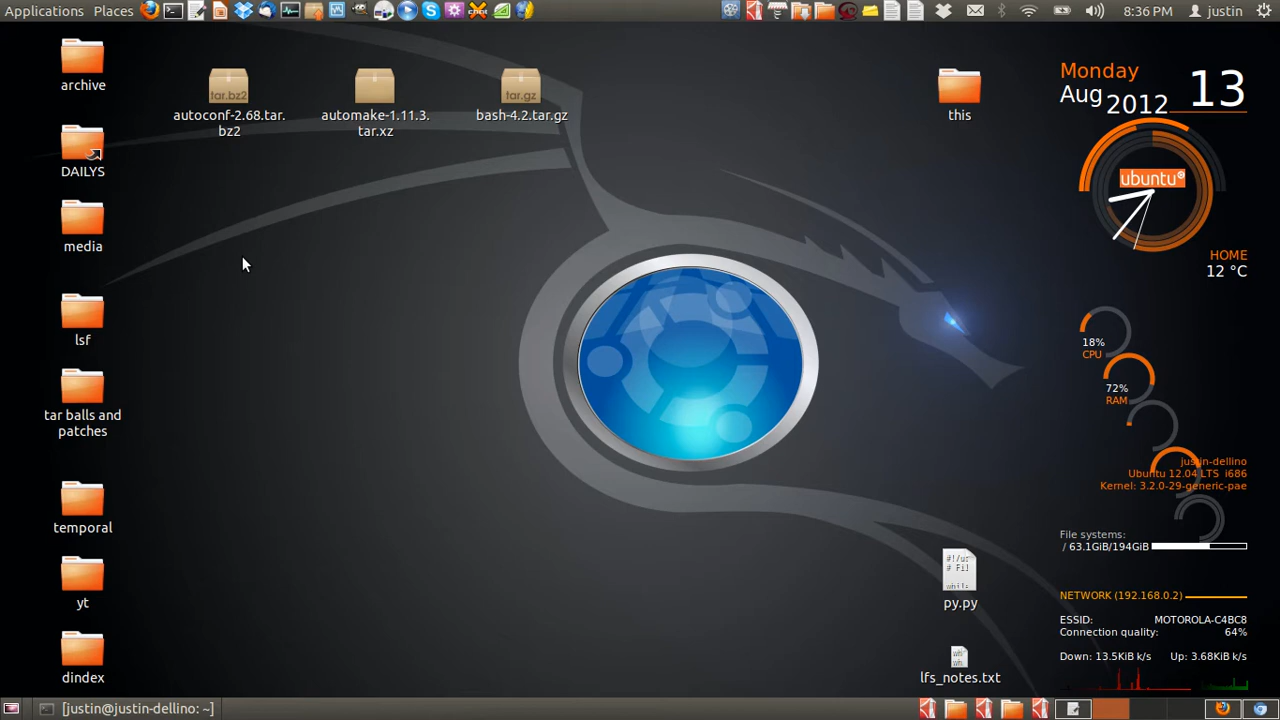 Applications Places
8:36 PM justin
archive
DAILYS
media
lsf
tar balls and
patches
temporal
yt
dindex
tar.bz2
autoconf-2.68.tar.
bz2
automake-1.11.3.
tar.xz
tar.gz
bash-4.2.tar.gz
this
py.py
lfs_notes.txt
Monday
Aug 2012 13
ubuntu
HOME
12 °C
18%
CPU
72%
RAM
justin-dellino
Ubuntu 12.04 LTS i686
Kernel: 3.2.0-29-generic-pae
File systems:
/ 63.1GiB/194GiB
NETWORK (192.168.0.2)
ESSID: MOTOROLA-C4BC8
Connection quality: 64%
Down: 13.5KiB k/s Up: 3.68KiB k/s
[justin@justin-dellino: ~]